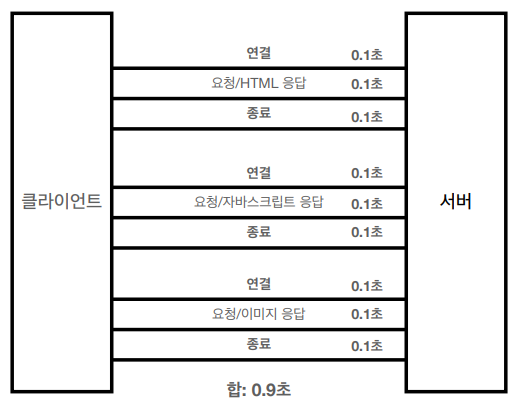 연결 0.1초
요청/HTML 응답 0.1초
종료 0.1초
연결 0.1초
클라이언트 요청/자바스크립트 응답 0.1초 서버
종료 0.1초
연결 0.1초
요청/이미지 응답 0.1초
종료 0.1초
합: 0.9초